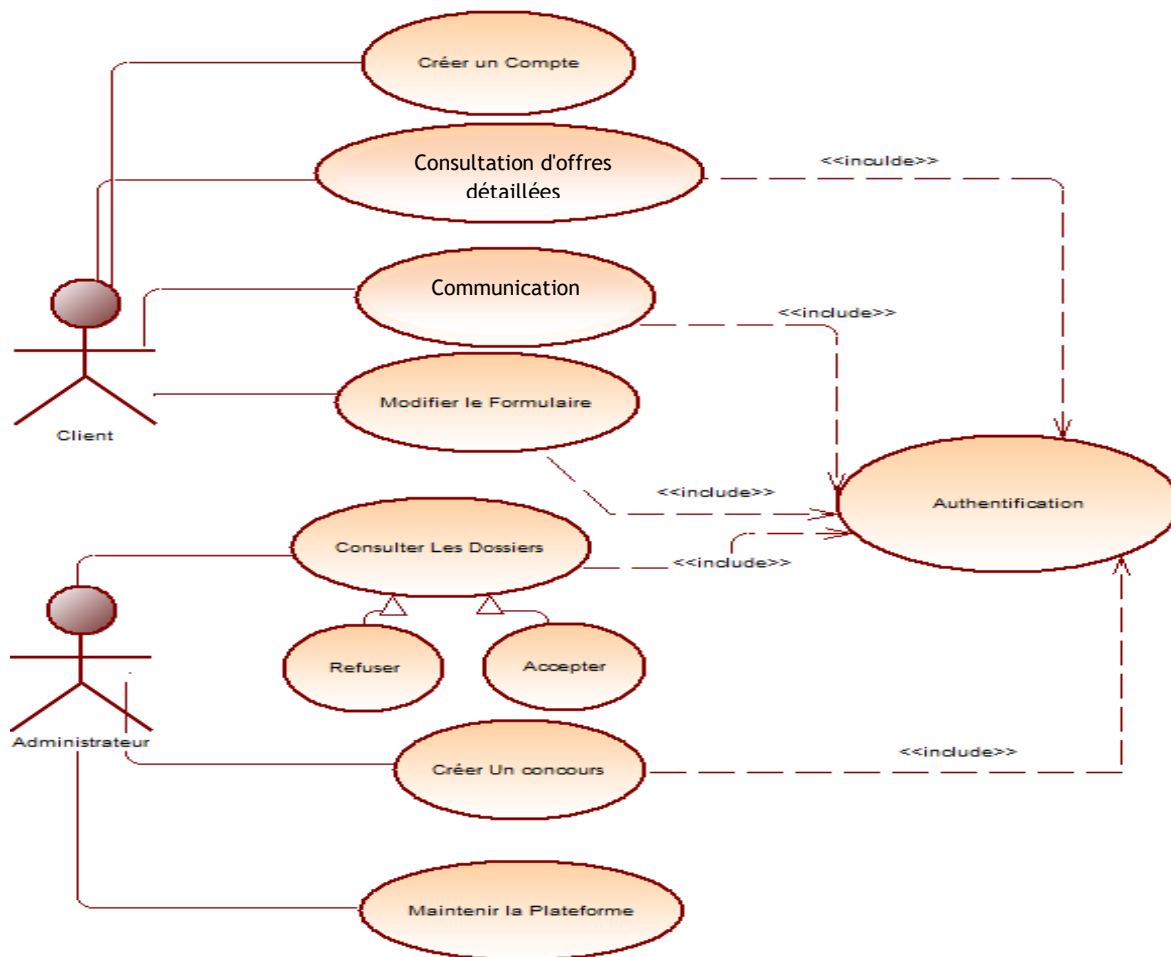 Créer un Compte
Consultation d'offres
détaillées
<<inculde>>
Communication
<<include>>
Modifier le Formulaire
Client
<<include>>
Authentification
Consulter Les Dossiers
<<include>>
Refuser
Accepter
Administrateur
<<include>>
Créer Un concours
Maintenir la Plateforme